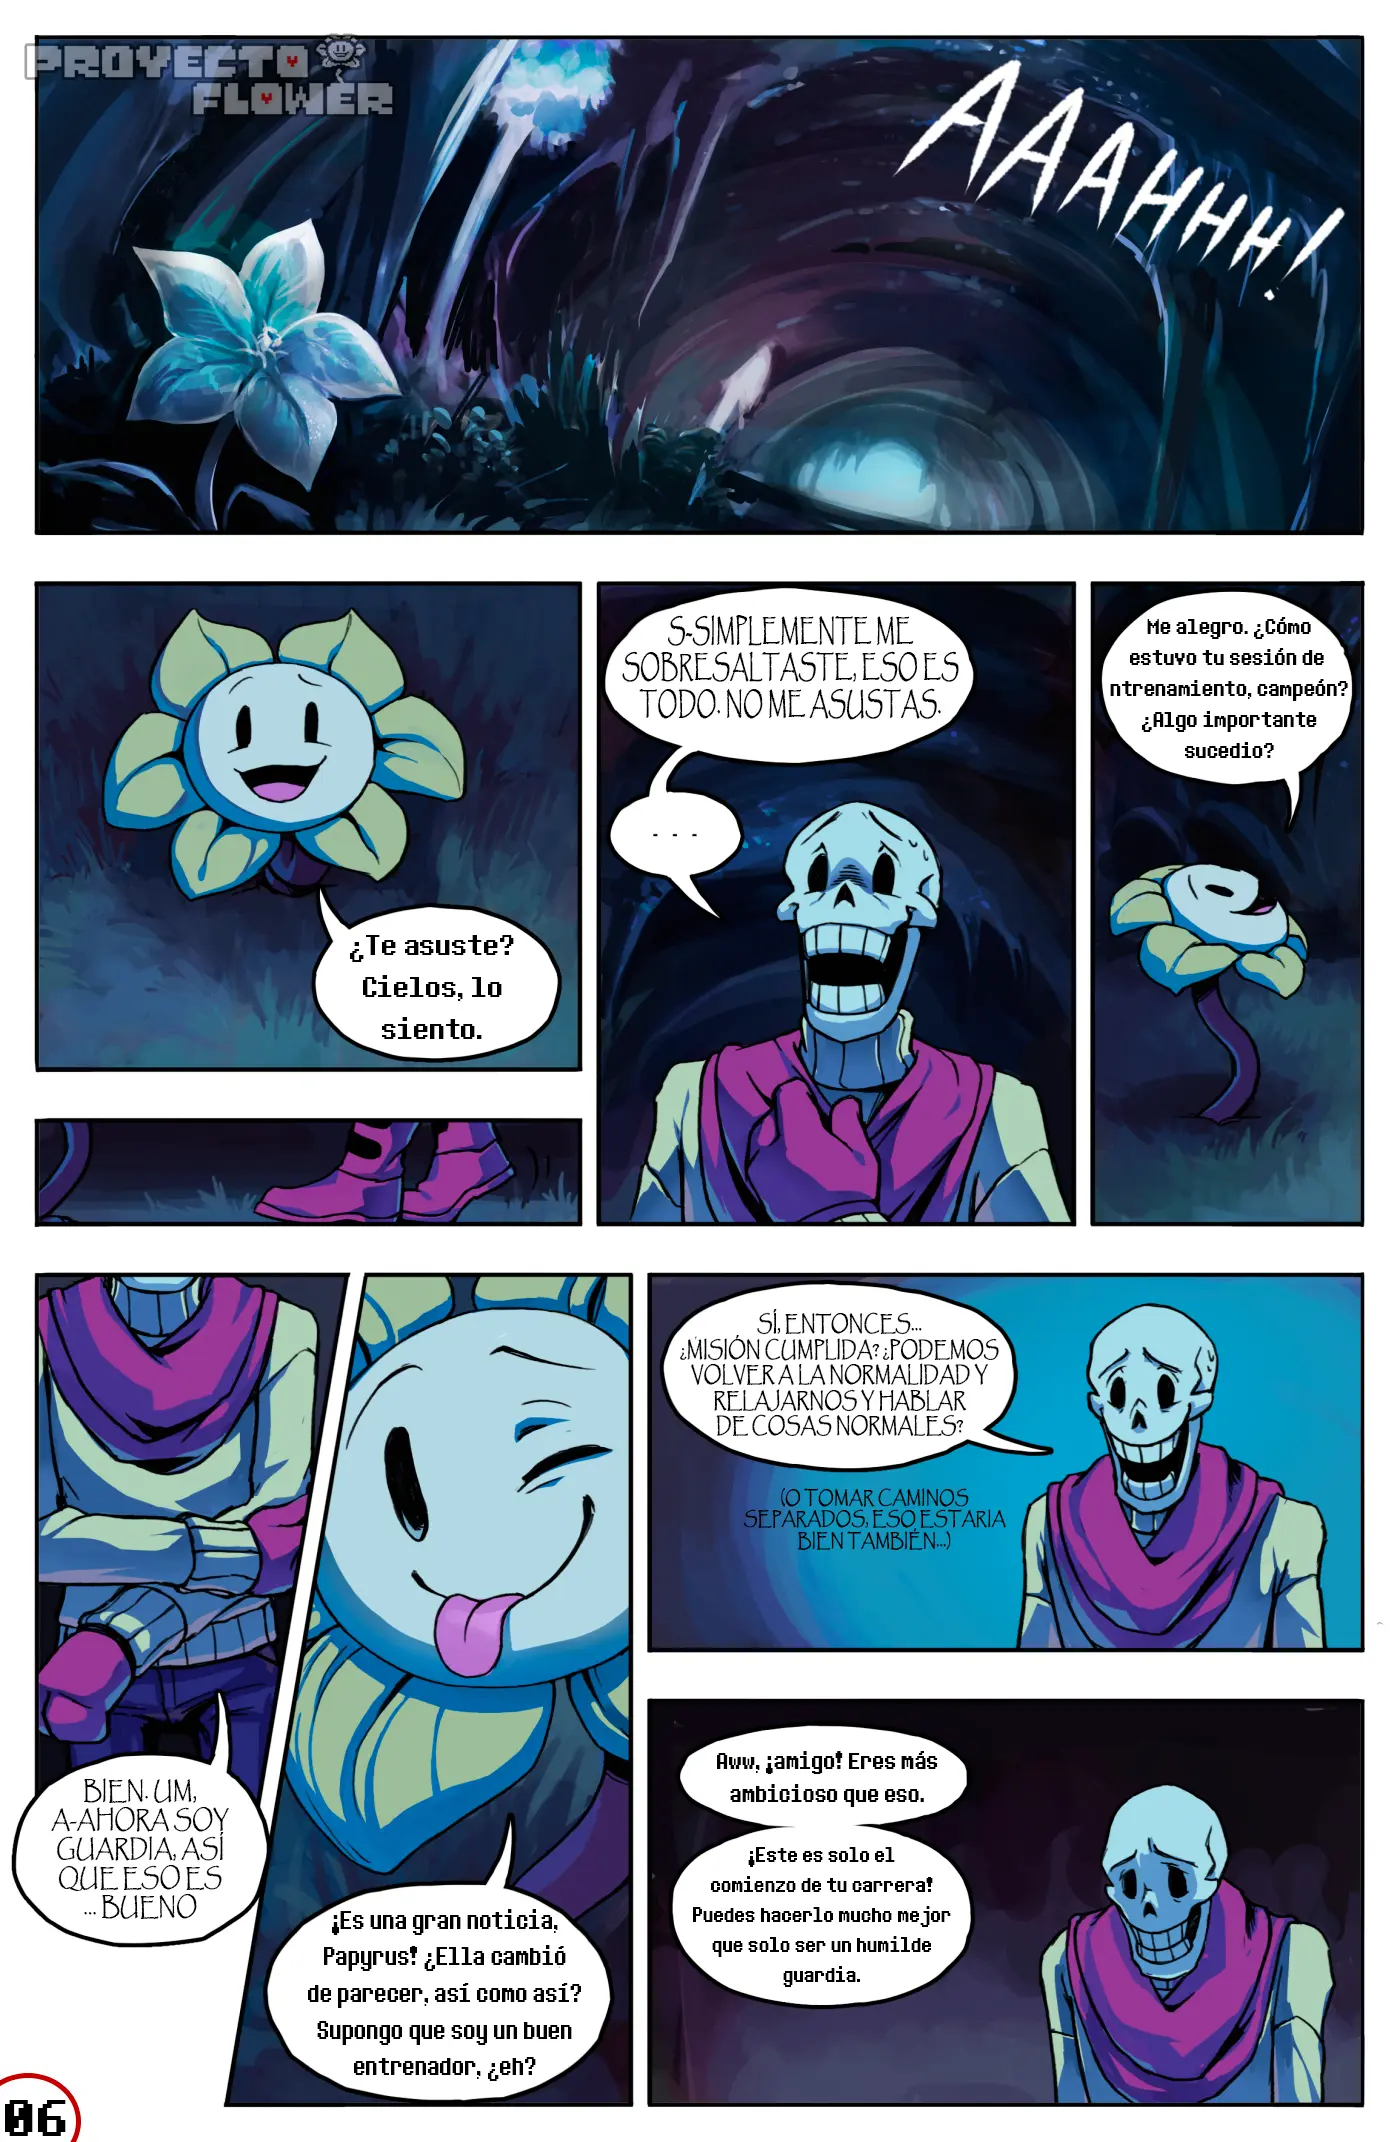 PROYECTO
FLOWER
AAAHHH!
¿Te asuste?
Cielos, lo
siento.
S-SIMPLEMENTE ME
SOBRESALTASTE, ESO ES
TODO. NO ME ASUSTAS.
- - -
Me alegro. ¿Cómo
estuvo tu sesión de
ntrenamiento, campeón?
¿Algo importante
sucedio?
BIEN. UM,
A-AHORA SOY
GUARDIA, ASÍ
QUE ESO ES
... BUENO
¡Es una gran noticia,
Papyrus! ¿Ella cambió
de parecer, así como así?
Supongo que soy un buen
entrenador, ¿eh?
SÍ, ENTONCES...
¿MISIÓN CUMPLIDA? ¿PODEMOS
VOLVER A LA NORMALIDAD Y
RELAJARNOS Y HABLAR
DE COSAS NORMALES?
(O TOMAR CAMINOS
SEPARADOS, ESO ESTARIA
BIEN TAMBIÉN...)
Aww, ¡amigo! Eres más
ambicioso que eso.
¡Este es solo el
comienzo de tu carrera!
Puedes hacerlo mucho mejor
que solo ser un humilde
guardia.
06